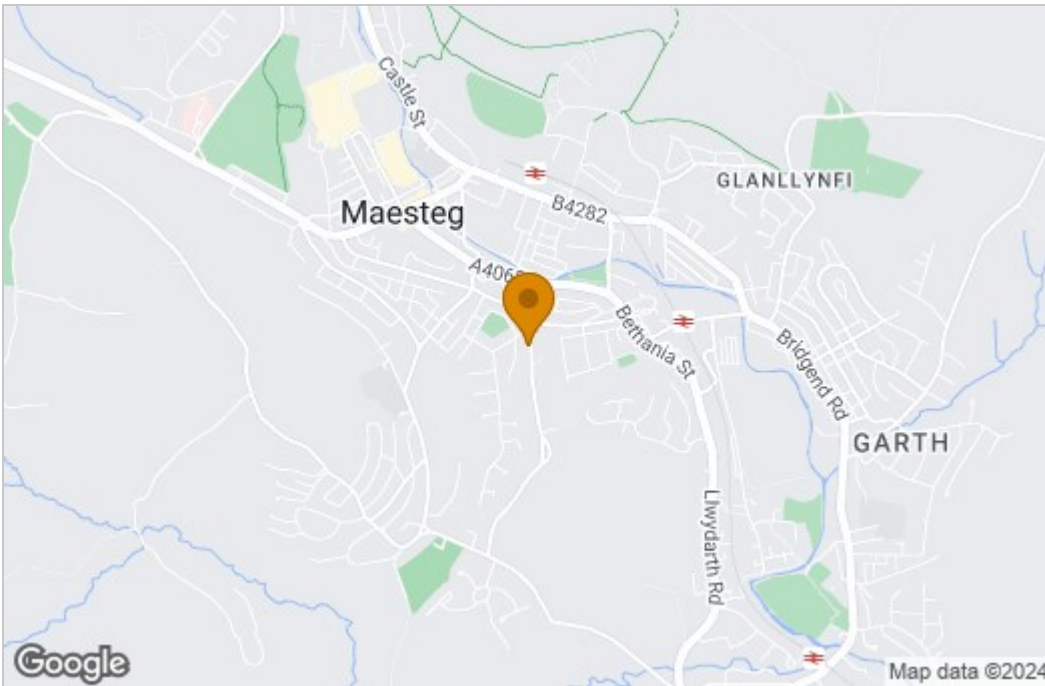 Castle St
GLANLLYNFI
Maesteg
B4282
Bethania St
Bridgend Rd
GARTH
Llwydarth Rd
Google
Map data ©2024